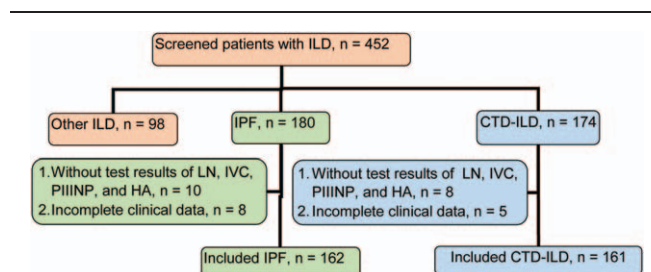 Screened patients with ILD, n = 452
Other ILD, n = 98
IPF, n = 180
CTD-ILD, n = 174
1. Without test results of LN, IVC,
PIIINP, and HA, n = 10
2. Incomplete clinical data, n = 8
1. Without test results of LN, IVC,
PIIINP, and HA, n = 8
2. Incomplete clinical data, n = 5
Included IPF, n = 162
Included CTD-ILD, n = 161